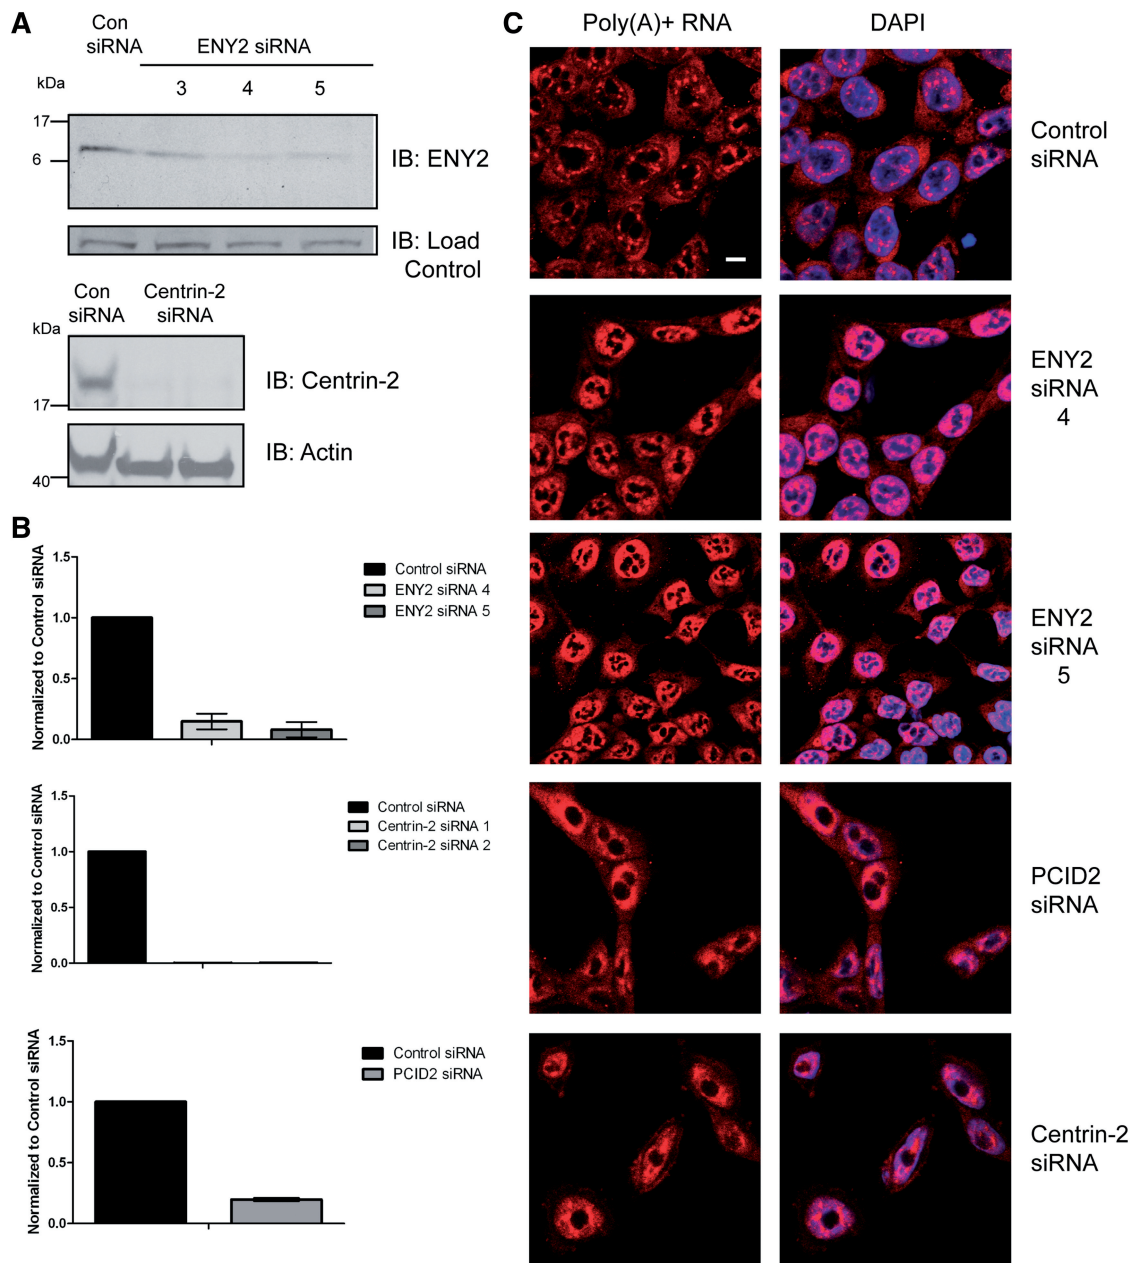 A
Con
siRNA
ENY2 siRNA
kDa
3 4 5
17
6
IB: ENY2
IB: Load
Control
Con
siRNA
Centrin-2
siRNA
kDa
17
IB: Centrin-2
40
IB: Actin
B
Normalized to Control siRNA
1.5
1.0
0.5
0.0
Control siRNA
ENY2 siRNA 4
ENY2 siRNA 5
Normalized to Control siRNA
1.5
1.0
0.5
0.0
Control siRNA
Centrin-2 siRNA 1
Centrin-2 siRNA 2
Normalized to Control siRNA
1.5
1.0
0.5
0.0
Control siRNA
PCID2 siRNA
C
Poly(A)+ RNA
DAPI
Control
siRNA
ENY2
siRNA
4
ENY2
siRNA
5
PCID2
siRNA
Centrin-2
siRNA